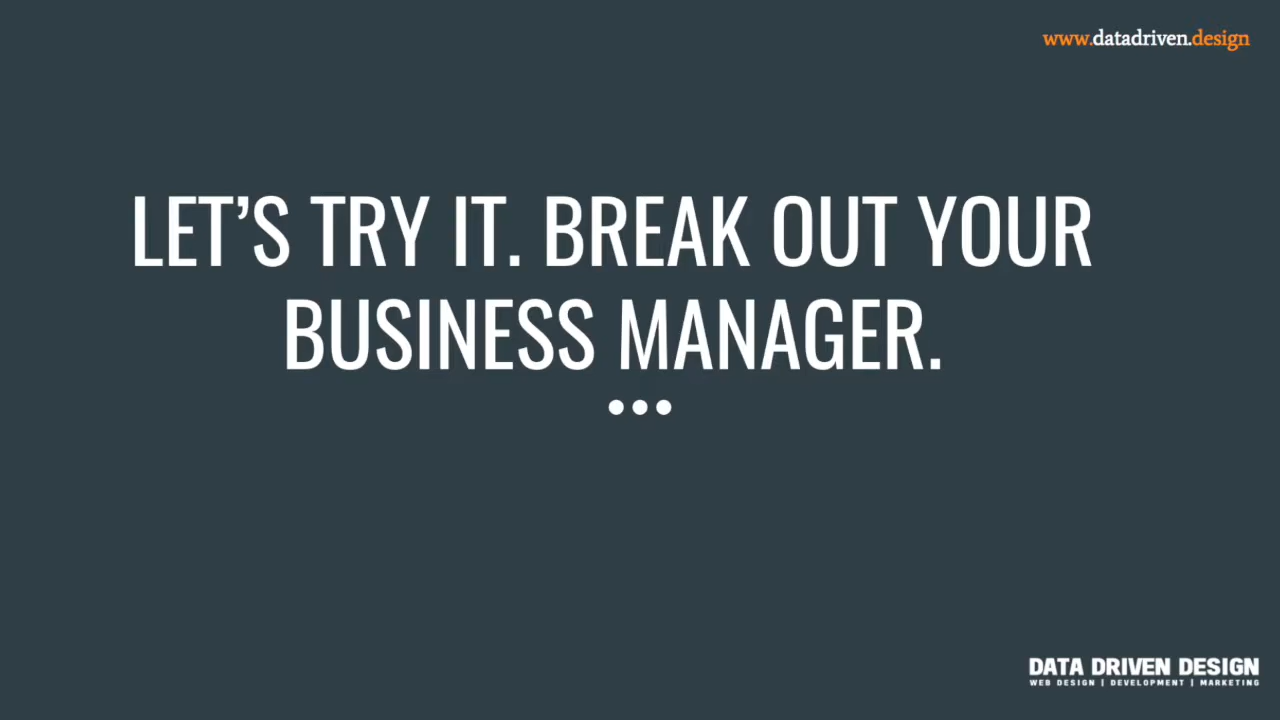 www.datadriven.design
LET’S TRY IT. BREAK OUT YOUR
BUSINESS MANAGER.
DATA DRIVEN DESIGN
WEB DESIGN | DEVELOPMENT | MARKETING